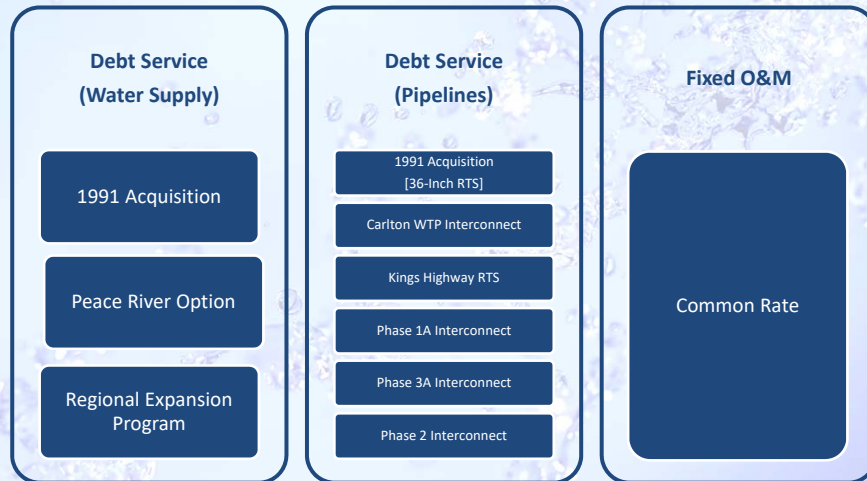 Debt Service
(Water Supply)
1991 Acquisition
Peace River Option
Regional Expansion
Program
Debt Service
(Pipelines)
1991 Acquisition
[36-Inch RTS]
Carlton WTP Interconnect
Kings Highway RTS
Phase 1A Interconnect
Phase 3A Interconnect
Phase 2 Interconnect
Fixed O&M
Common Rate